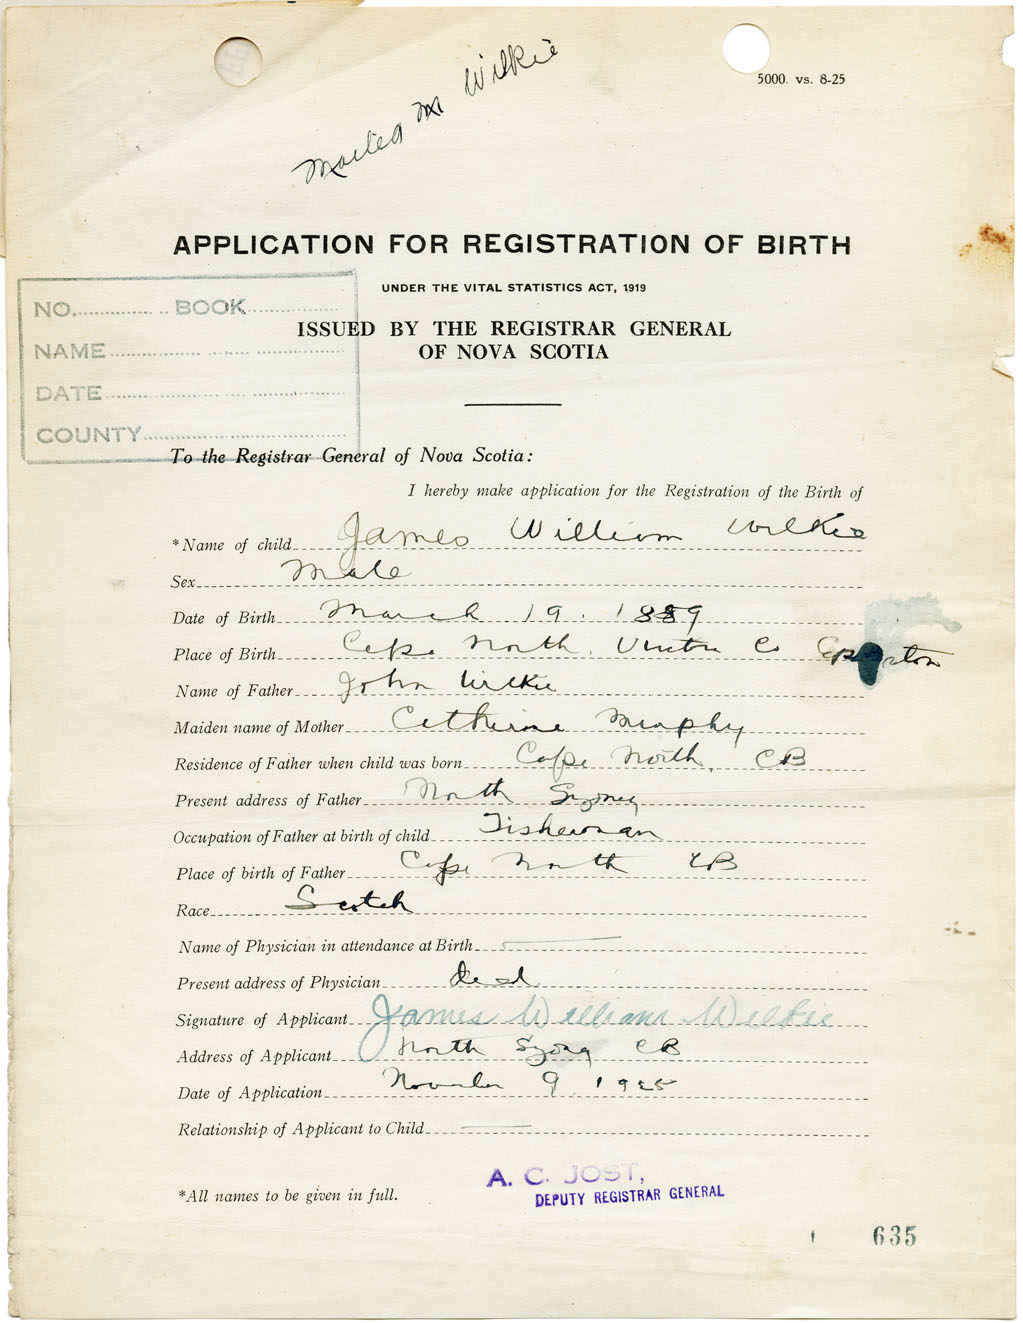 Mailed Mr Wilkie
5000. vs. 8-25
APPLICATION FOR REGISTRATION OF BIRTH
UNDER THE VITAL STATISTICS ACT, 1919
ISSUED BY THE REGISTRAR GENERAL
OF NOVA SCOTIA
NO. BOOK
NAME
DATE
COUNTY
To the Registrar General of Nova Scotia:
I hereby make application for the Registration of the Birth of
*Name of child James William Wilkie
Sex Male
Date of Birth March 19. 1889
Place of Birth Cape North. Co
Name of Father John Wilkie
Maiden name of Mother Catherine Murphy
Residence of Father when child was born Cape North, CB
Present address of Father North Sydney
Occupation of Father at birth of child Fisherman
Place of birth of Father Cape North CB
Race Scotch
Name of Physician in attendance at Birth
Present address of Physician dead
Signature of Applicant James William Wilkie
Address of Applicant North Sydney CB
Date of Application November 9, 1925
Relationship of Applicant to Child
A. C. JOST,
DEPUTY REGISTRAR GENERAL
*All names to be given in full.
635